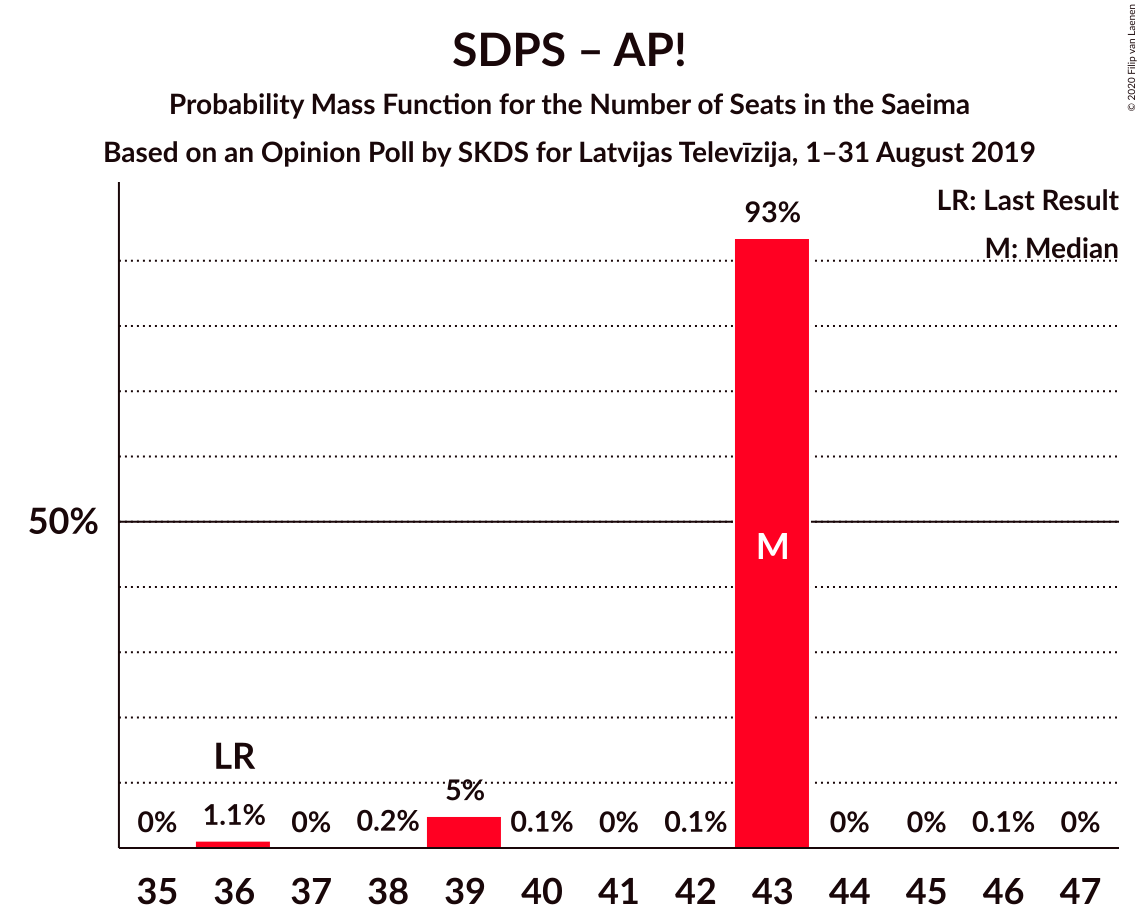 SDPS – AP!
Probability Mass Function for the Number of Seats in the Saeima
Based on an Opinion Poll by SKDS for Latvijas Televīzija, 1–31 August 2019
© 2020 Filip van Laenen
LR: Last Result
M: Median
93%
50%
M
LR
0% 1.1% 0% 0.2% 5% 0.1% 0% 0.1% 0% 0% 0.1% 0%
35 36 37 38 39 40 41 42 43 44 45 46 47